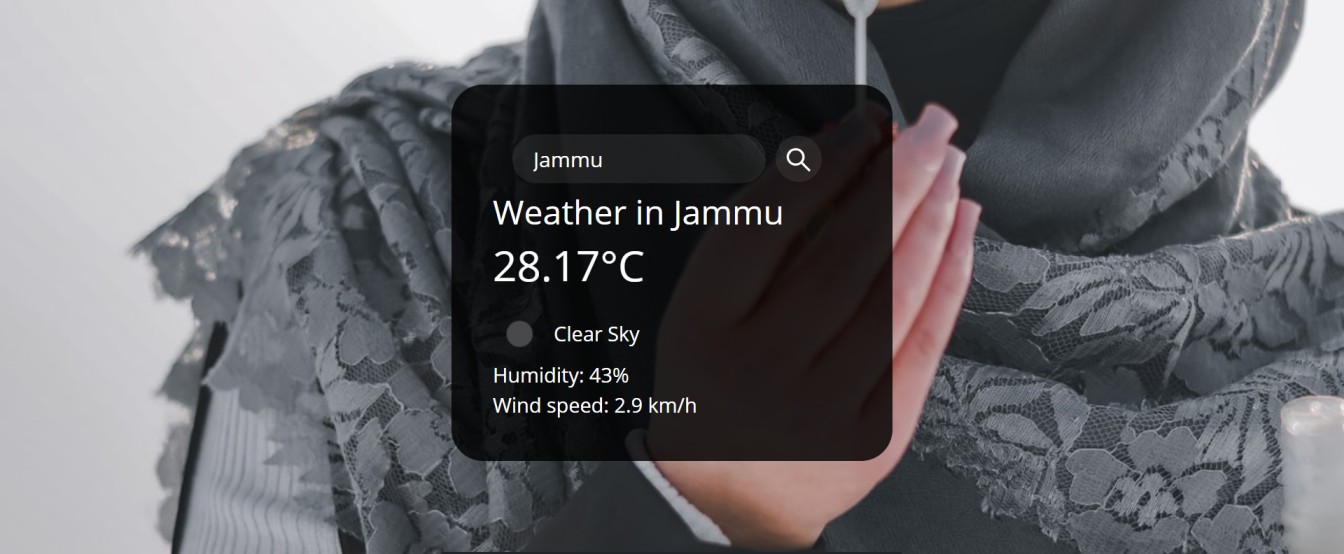 Jammu
Weather in Jammu
28.17°C
Clear Sky
Humidity: 43%
Wind speed: 2.9 km/h